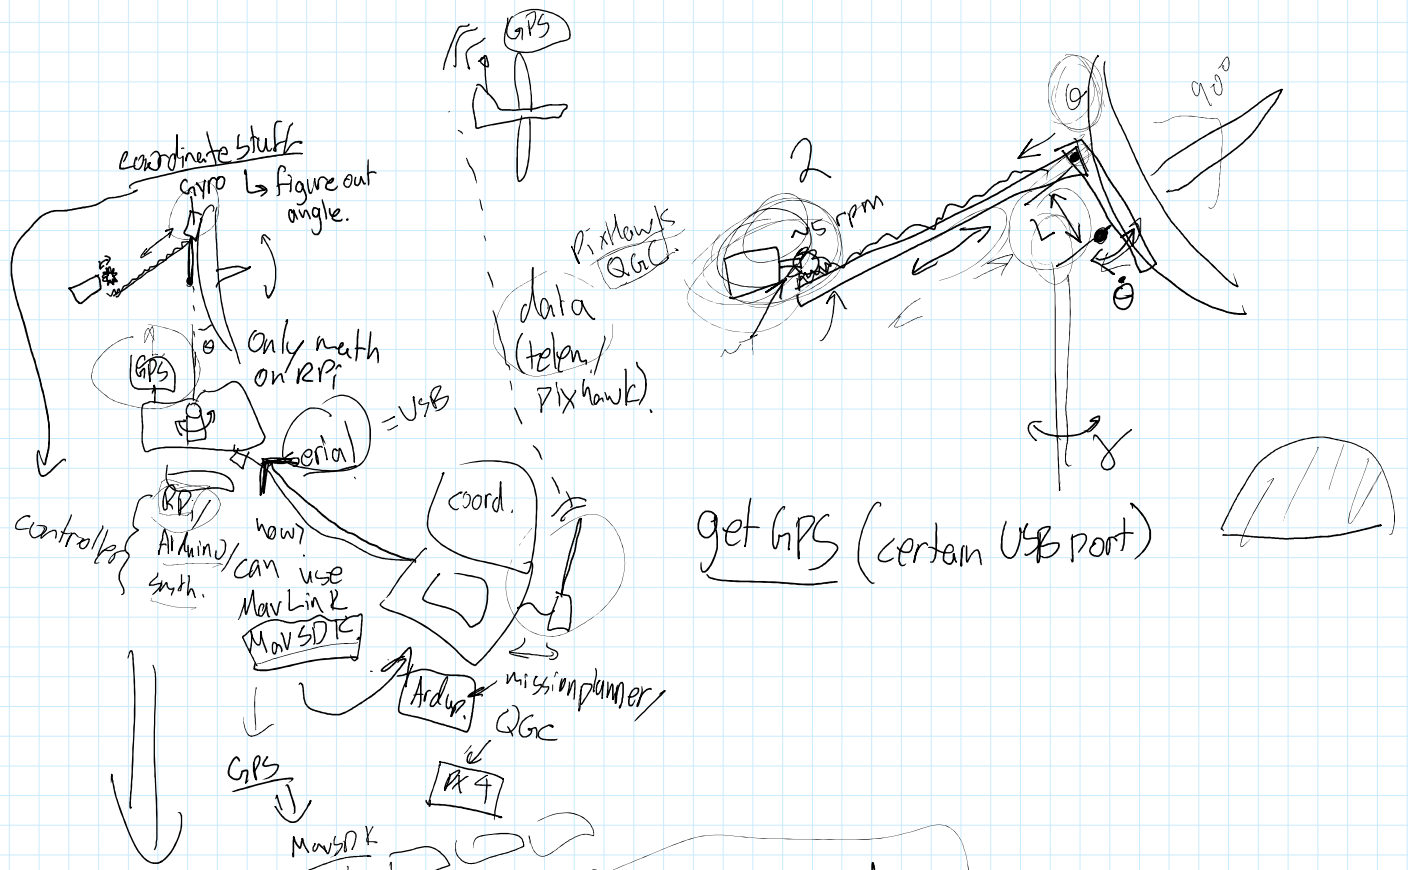 GPS
coordinate stuff
Gyro ↳ figure out
angle.
2
~5 rpm
90°
PixHawk
QGC
data
(telem/
pixhawk).
θ
GPS
Only math
on RPi
= USB
erial
coord.
γ
RPi/
controller
Arduino/
how?
can use
MavLink
MavSDK
get GPS (certain USB port)
Ardup.
missionplanner/
QGC
PX4
GPS
MavSDK